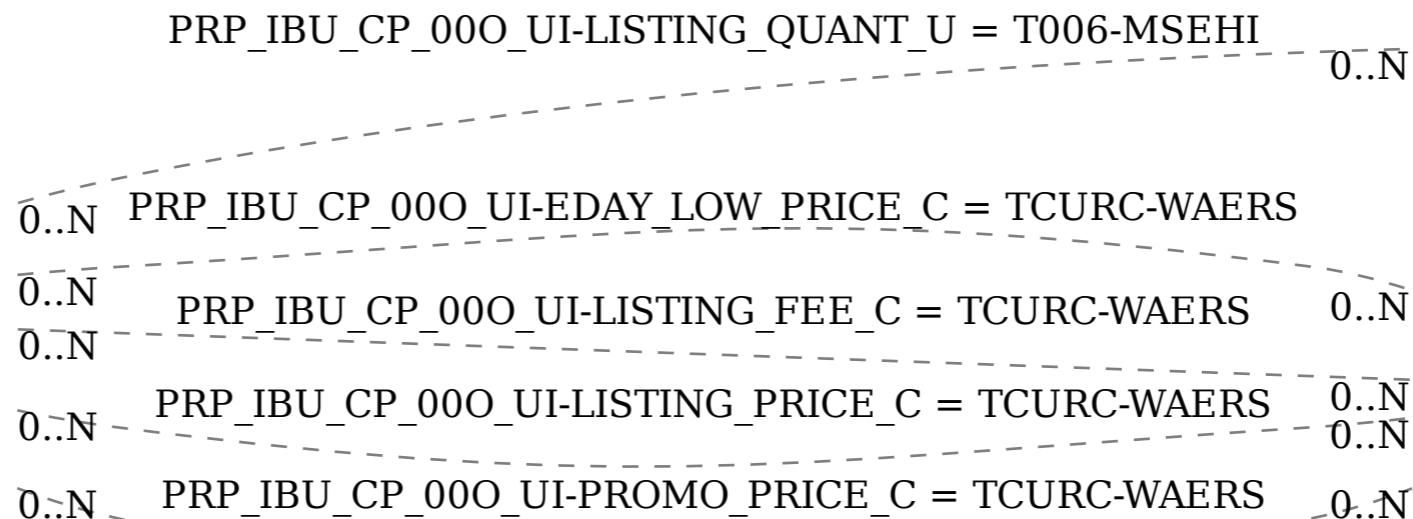 PRP_IBU_CP_00O_UI-LISTING_QUANT_U = T006-MSEHI
0..N
PRP_IBU_CP_00O_UI-EDAY_LOW_PRICE_C = TCURC-WAERS
0..N
0..N
PRP_IBU_CP_00O_UI-LISTING_FEE_C = TCURC-WAERS
0..N
0..N
PRP_IBU_CP_00O_UI-LISTING_PRICE_C = TCURC-WAERS
0..N
0..N
0..N
PRP_IBU_CP_00O_UI-PROMO_PRICE_C = TCURC-WAERS
0..N
0..N